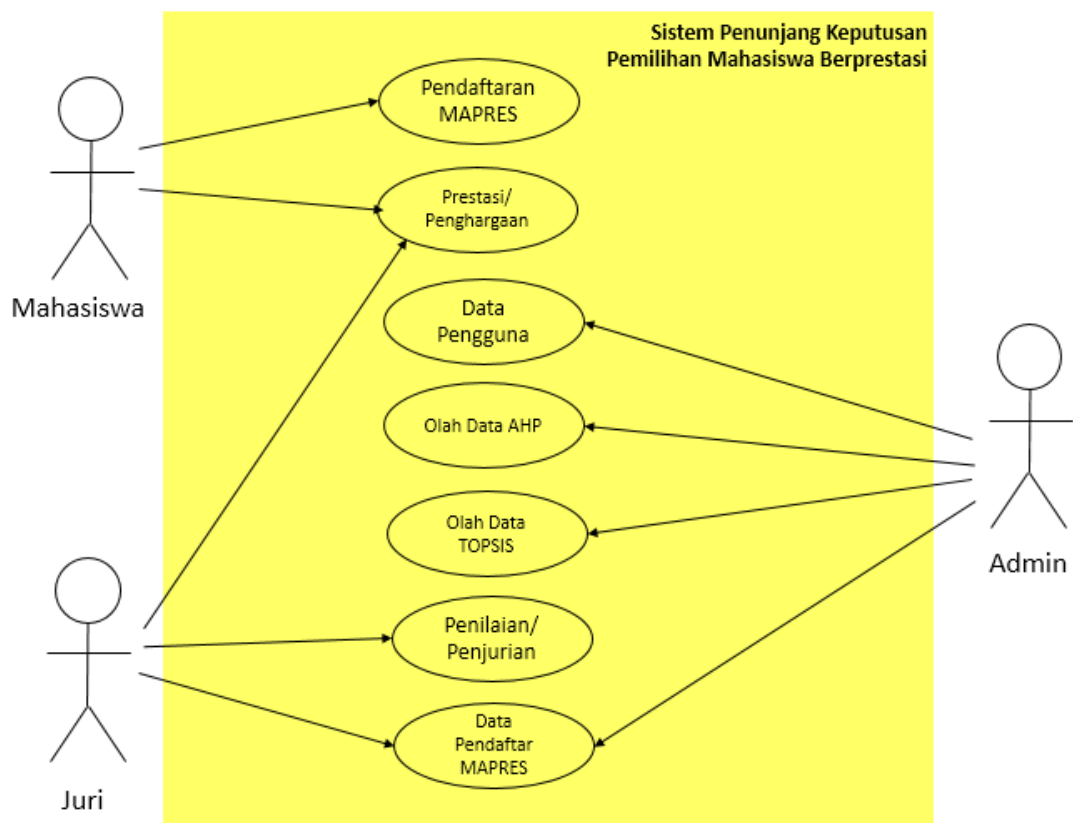 Sistem Penunjang Keputusan
Pemilihan Mahasiswa Berprestasi
Pendaftaran
MAPRES
Prestasi/
Penghargaan
Mahasiswa
Data
Pengguna
Olah Data AHP
Olah Data
TOPSIS
Admin
Penilaian/
Penjurian
Data
Pendaftar
MAPRES
Juri